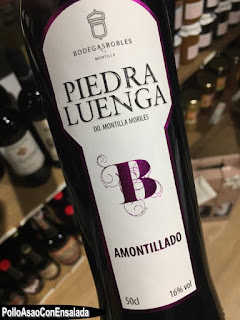 BODEGAS ROBLES
MONTILLA
PIEDRA
LUENGA
DO. MONTILLA MORILES
B
AMONTILLADO
50cl
16% vol
PolloAsaoConEnsalada